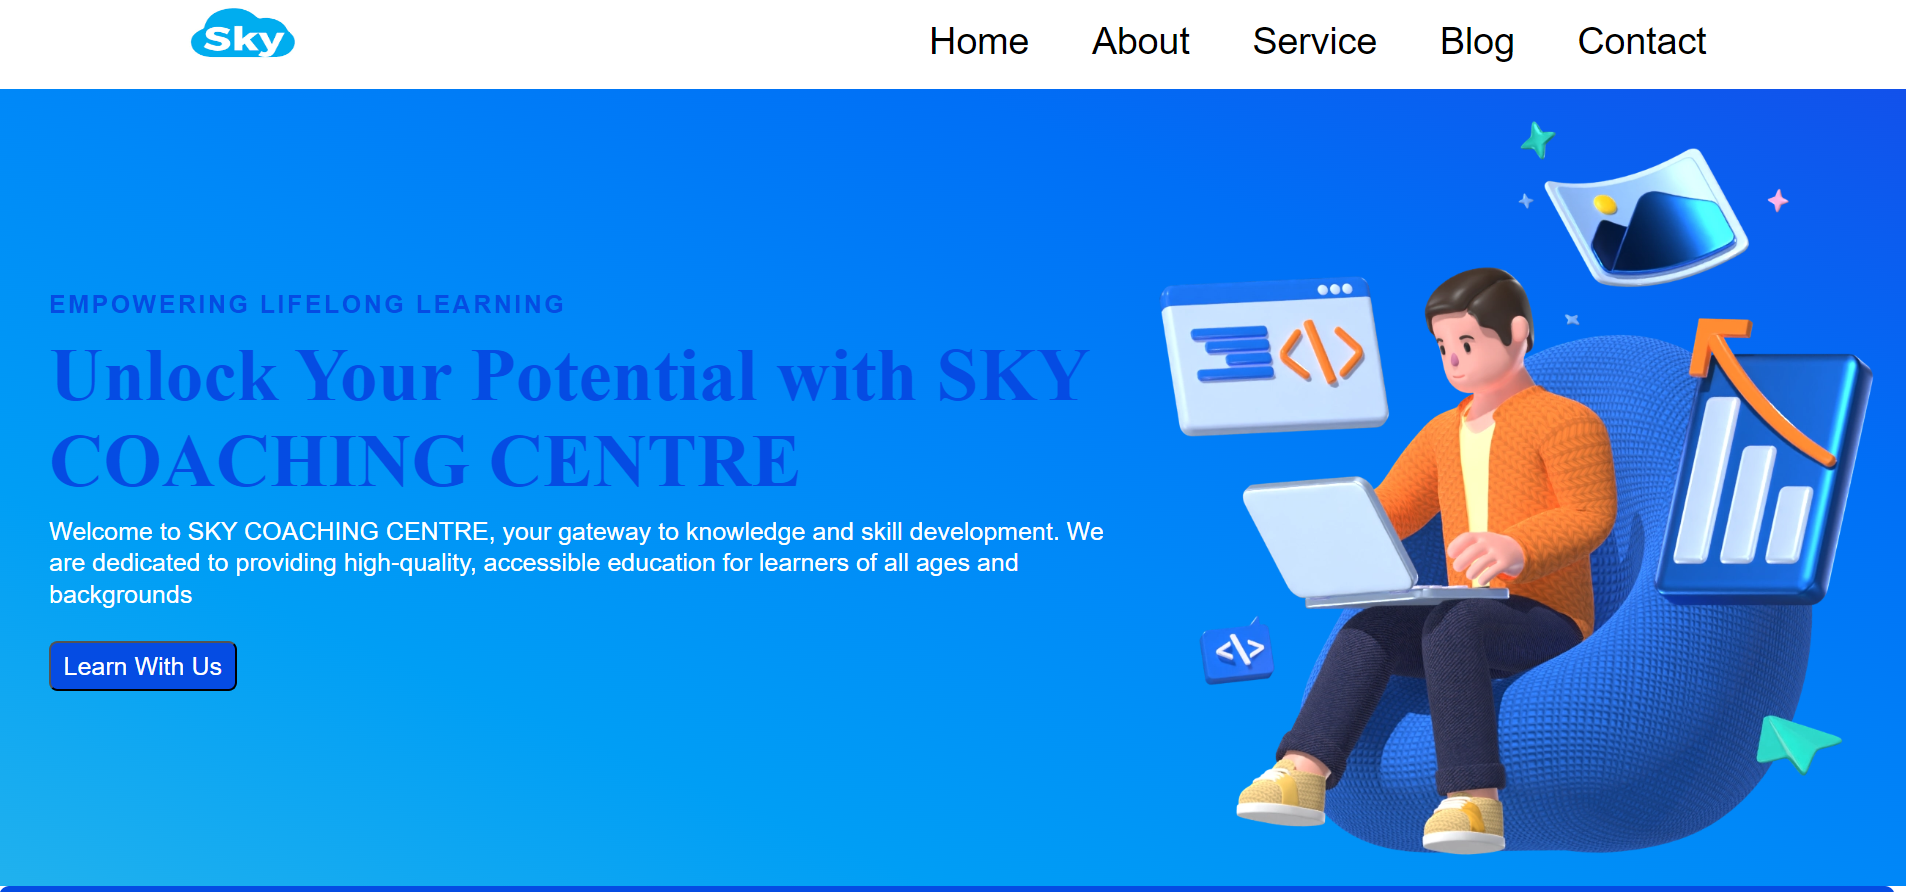 Sky
Home About Service Blog Contact
EMPOWERING LIFELONG LEARNING
Unlock Your Potential with SKY
COACHING CENTRE
Welcome to SKY COACHING CENTRE, your gateway to knowledge and skill development. We
are dedicated to providing high-quality, accessible education for learners of all ages and
backgrounds
Learn With Us